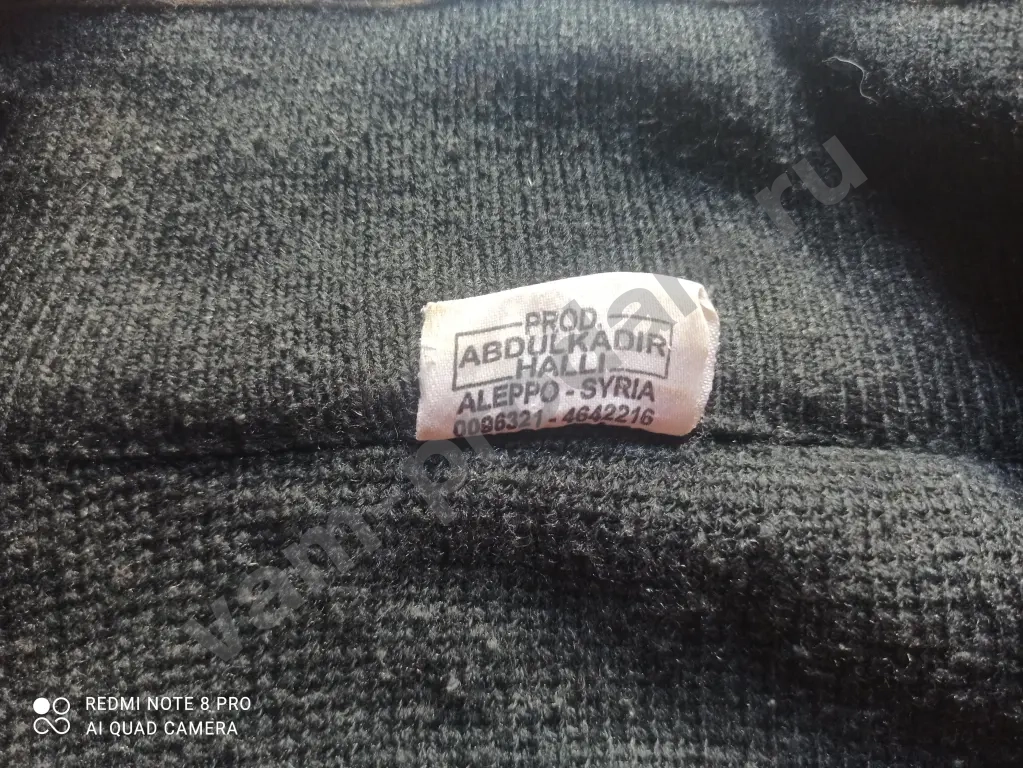 PROD.
ABDULKADIR
HALLI
ALEPPO - SYRIA
0096321 - 4642216
REDMI NOTE 8 PRO
AI QUAD CAMERA